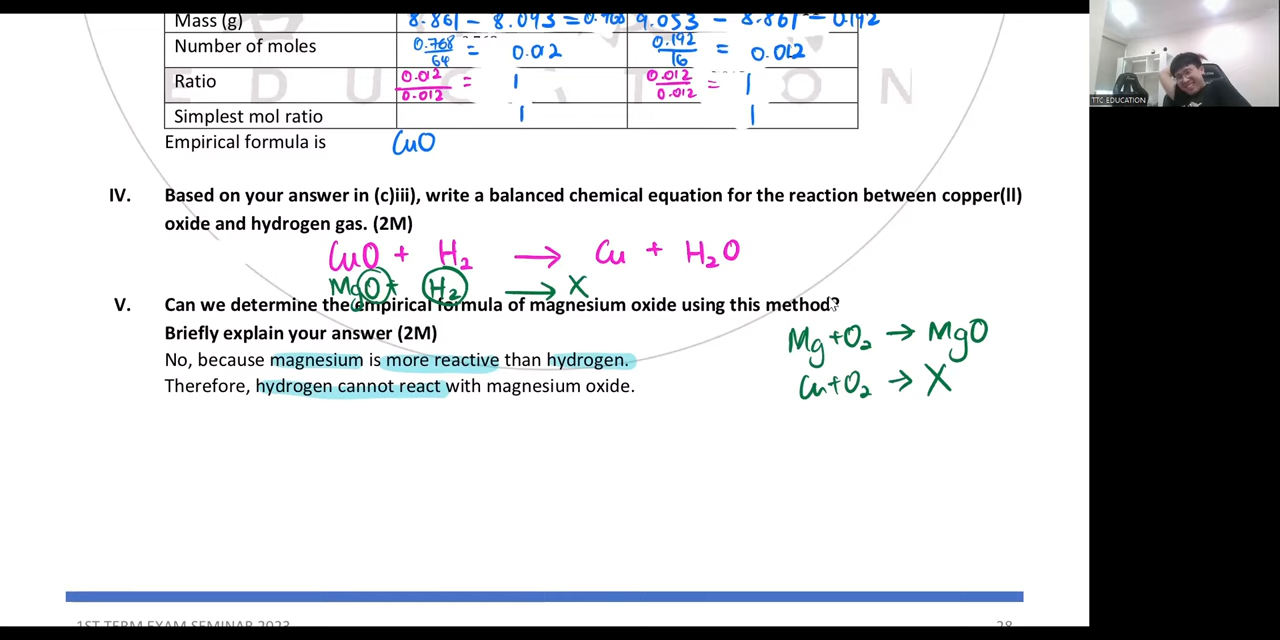 Mass (g) 8.861 - 8.093 = 0.768 9.053 - 8.861 = 0.192
Number of moles 0.768/64 = 0.012 0.192/16 = 0.012
Ratio 0.012/0.012 = 1 0.012/0.012 = 1
EDUCATION
Simplest mol ratio 1 1
Empirical formula is CuO
IV. Based on your answer in (c)iii), write a balanced chemical equation for the reaction between copper(ll)
oxide and hydrogen gas. (2M)
CuO + H2 → Cu + H2O
MgO + H2 → X
V. Can we determine the empirical formula of magnesium oxide using this method?
Briefly explain your answer (2M)
Mg + O2 → MgO
No, because magnesium is more reactive than hydrogen.
Therefore, hydrogen cannot react with magnesium oxide.
Cu + O2 → X
1ST TERM EXAM SEMINAR 2023 28
TTC EDUCATION